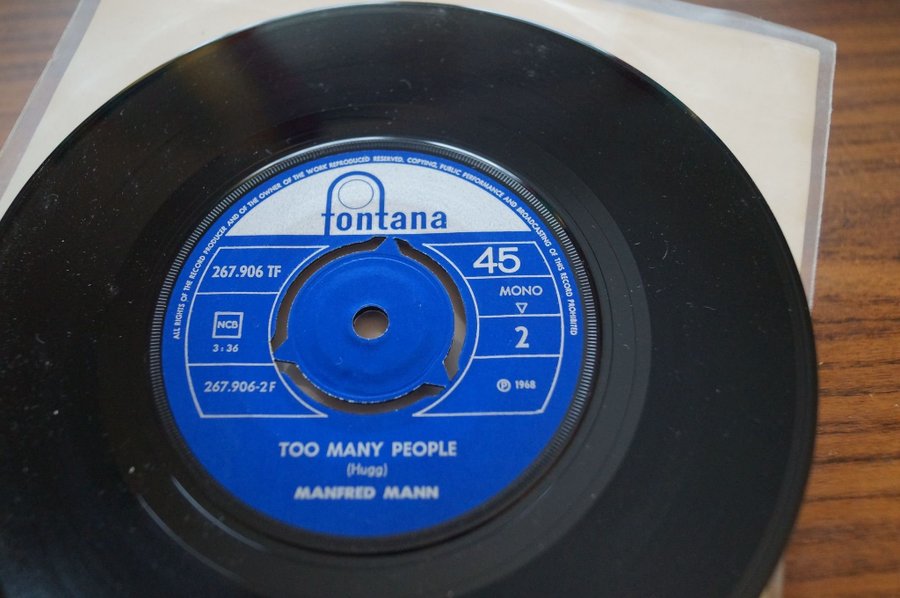 ALL RIGHTS OF THE RECORD PRODUCER AND OF THE OWNER OF THE WORK REPRODUCED RESERVED. COPYING, PUBLIC PERFORMANCE AND BROADCASTING OF THIS RECORD PROHIBITED
fontana
267.906 TF
45
MONO
NCB
2
3:36
267.906-2F
℗ 1968
TOO MANY PEOPLE
(Hugg)
MANFRED MANN